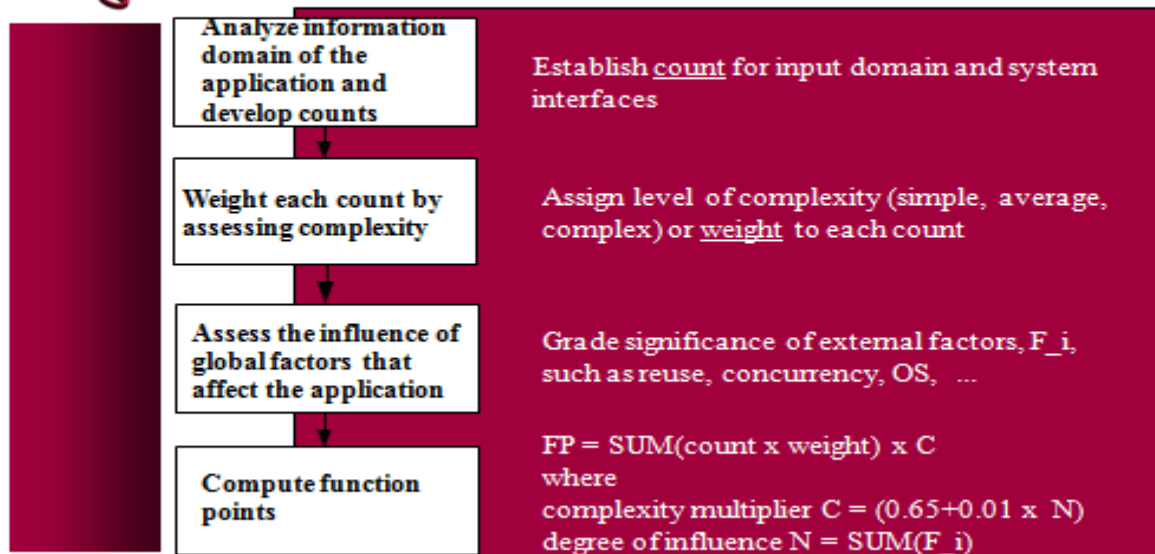 Analyze information
domain of the
application and
develop counts
Establish count for input domain and system
interfaces
Weight each count by
assessing complexity
Assign level of complexity (simple, average,
complex) or weight to each count
Assess the influence of
global factors that
affect the application
Grade significance of external factors, F_i,
such as reuse, concurrency, OS, ...
Compute function
points
FP = SUM(count x weight) x C
where
complexity multiplier C = (0.65+0.01 x N)
degree of influence N = SUM(F_i)